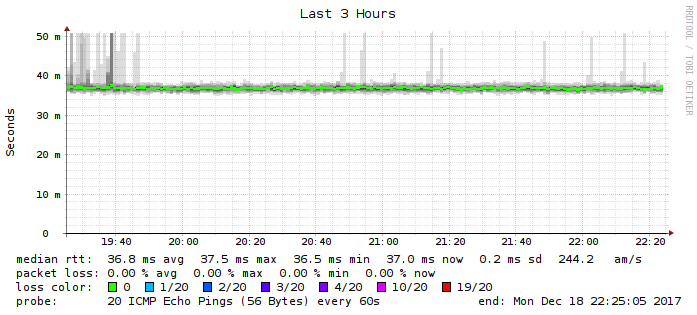 Last 3 Hours
RRDTOOL / TOBI OETIKER
Seconds
50 m
40 m
30 m
20 m
10 m
0
19:40 20:00 20:20 20:40 21:00 21:20 21:40 22:00 22:20
median rtt: 36.8 ms avg 37.5 ms max 36.5 ms min 37.0 ms now 0.2 ms sd 244.2 am/s
packet loss: 0.00 % avg 0.00 % max 0.00 % min 0.00 % now
loss color: 0 1/20 2/20 3/20 4/20 10/20 19/20
probe: 20 ICMP Echo Pings (56 Bytes) every 60s end: Mon Dec 18 22:25:05 2017